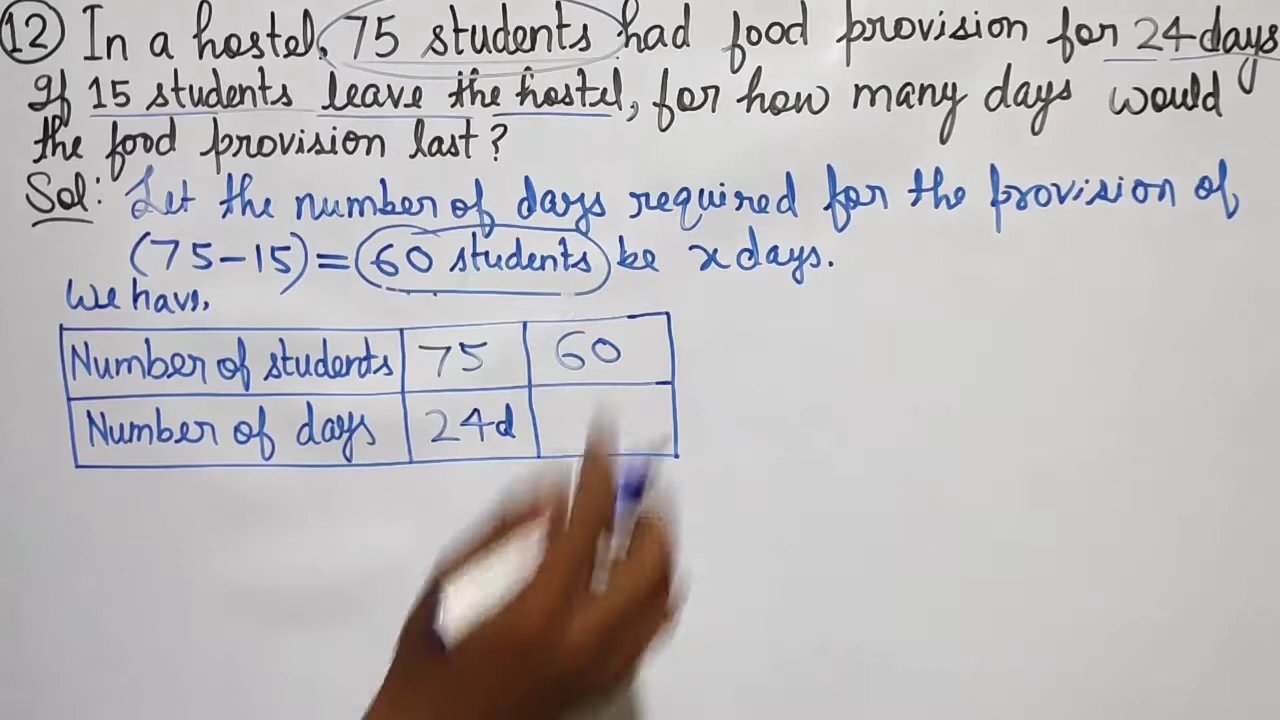 12 In a hostel, 75 students had food provision for 24 days
If 15 students leave the hostel, for how many days would
the food provision last?
Sol: Let the number of days required for the provision of
(75-15)=60 students be x days.
We have,
Number of students 75 60
Number of days 24d